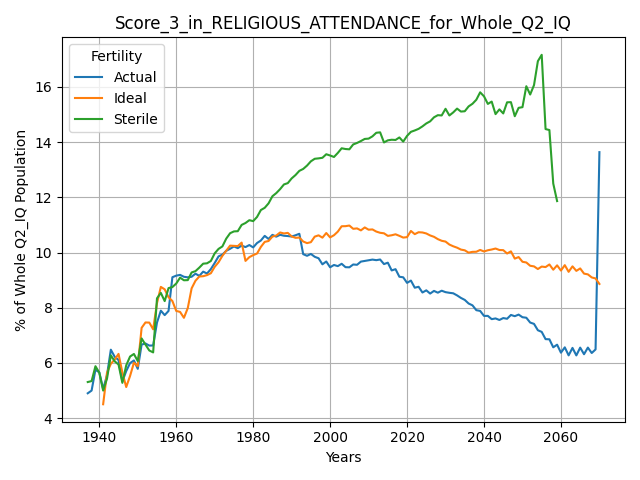 Score_3_in_RELIGIOUS_ATTENDANCE_for_Whole_Q2_IQ
Fertility
Actual
Ideal
Sterile
% of Whole Q2_IQ Population
16
14
12
10
8
6
4
1940
1960
1980
2000
2020
2040
2060
Years